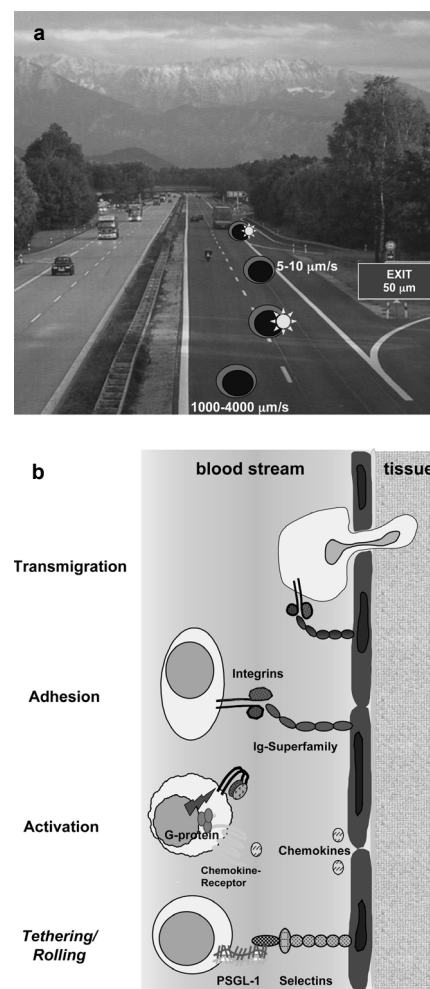 a
5-10 µm/s
EXIT
50 µm
1000-4000 µm/s
b
blood stream
tissue
Transmigration
Integrins
Adhesion
Ig-Superfamily
G-protein
Activation
Chemokines
Chemokine-
Receptor
Tethering/
Rolling
PSGL-1
Selectins